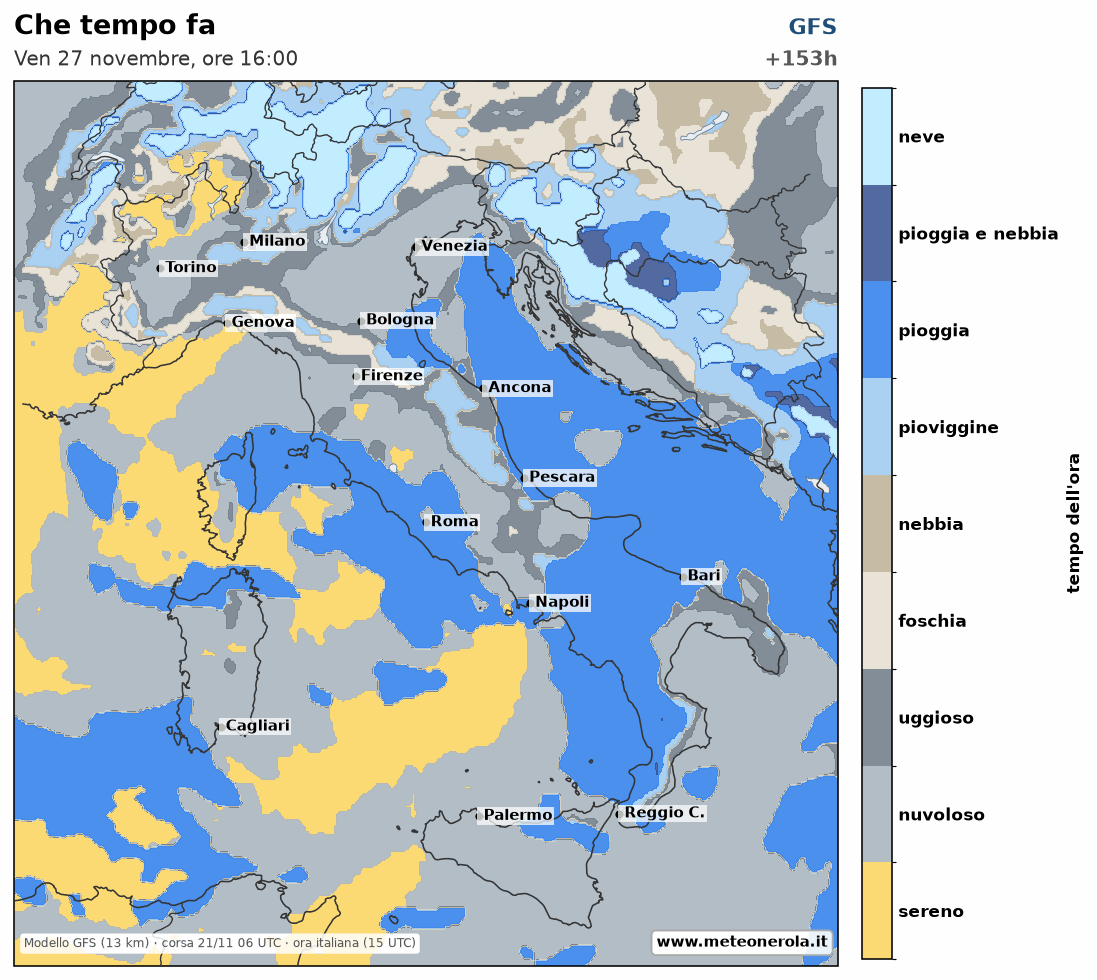 Che tempo fa
GFS
Ven 27 novembre, ore 16:00
+153h
neve
pioggia e nebbia
pioggia
pioviggine
nebbia
foschia
uggioso
nuvoloso
sereno
tempo dell'ora
Milano
Venezia
Torino
Genova
Bologna
Firenze
Ancona
Pescara
Roma
Bari
Napoli
Cagliari
Palermo
Reggio C.
Modello GFS (13 km) · corsa 21/11 06 UTC · ora italiana (15 UTC)
www.meteonerola.it